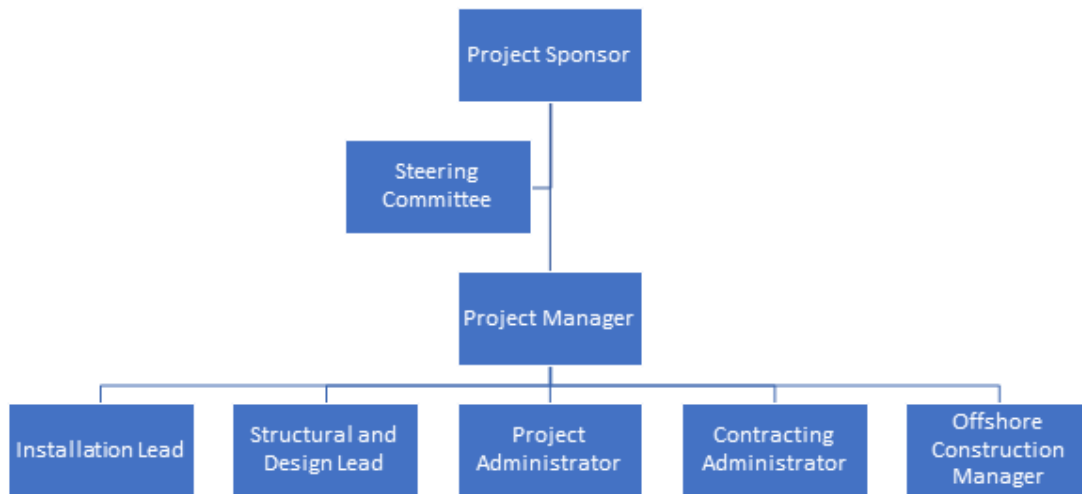 Project Sponsor
Steering
Committee
Project Manager
Installation Lead
Structural and
Design Lead
Project
Administrator
Contracting
Administrator
Offshore
Construction
Manager